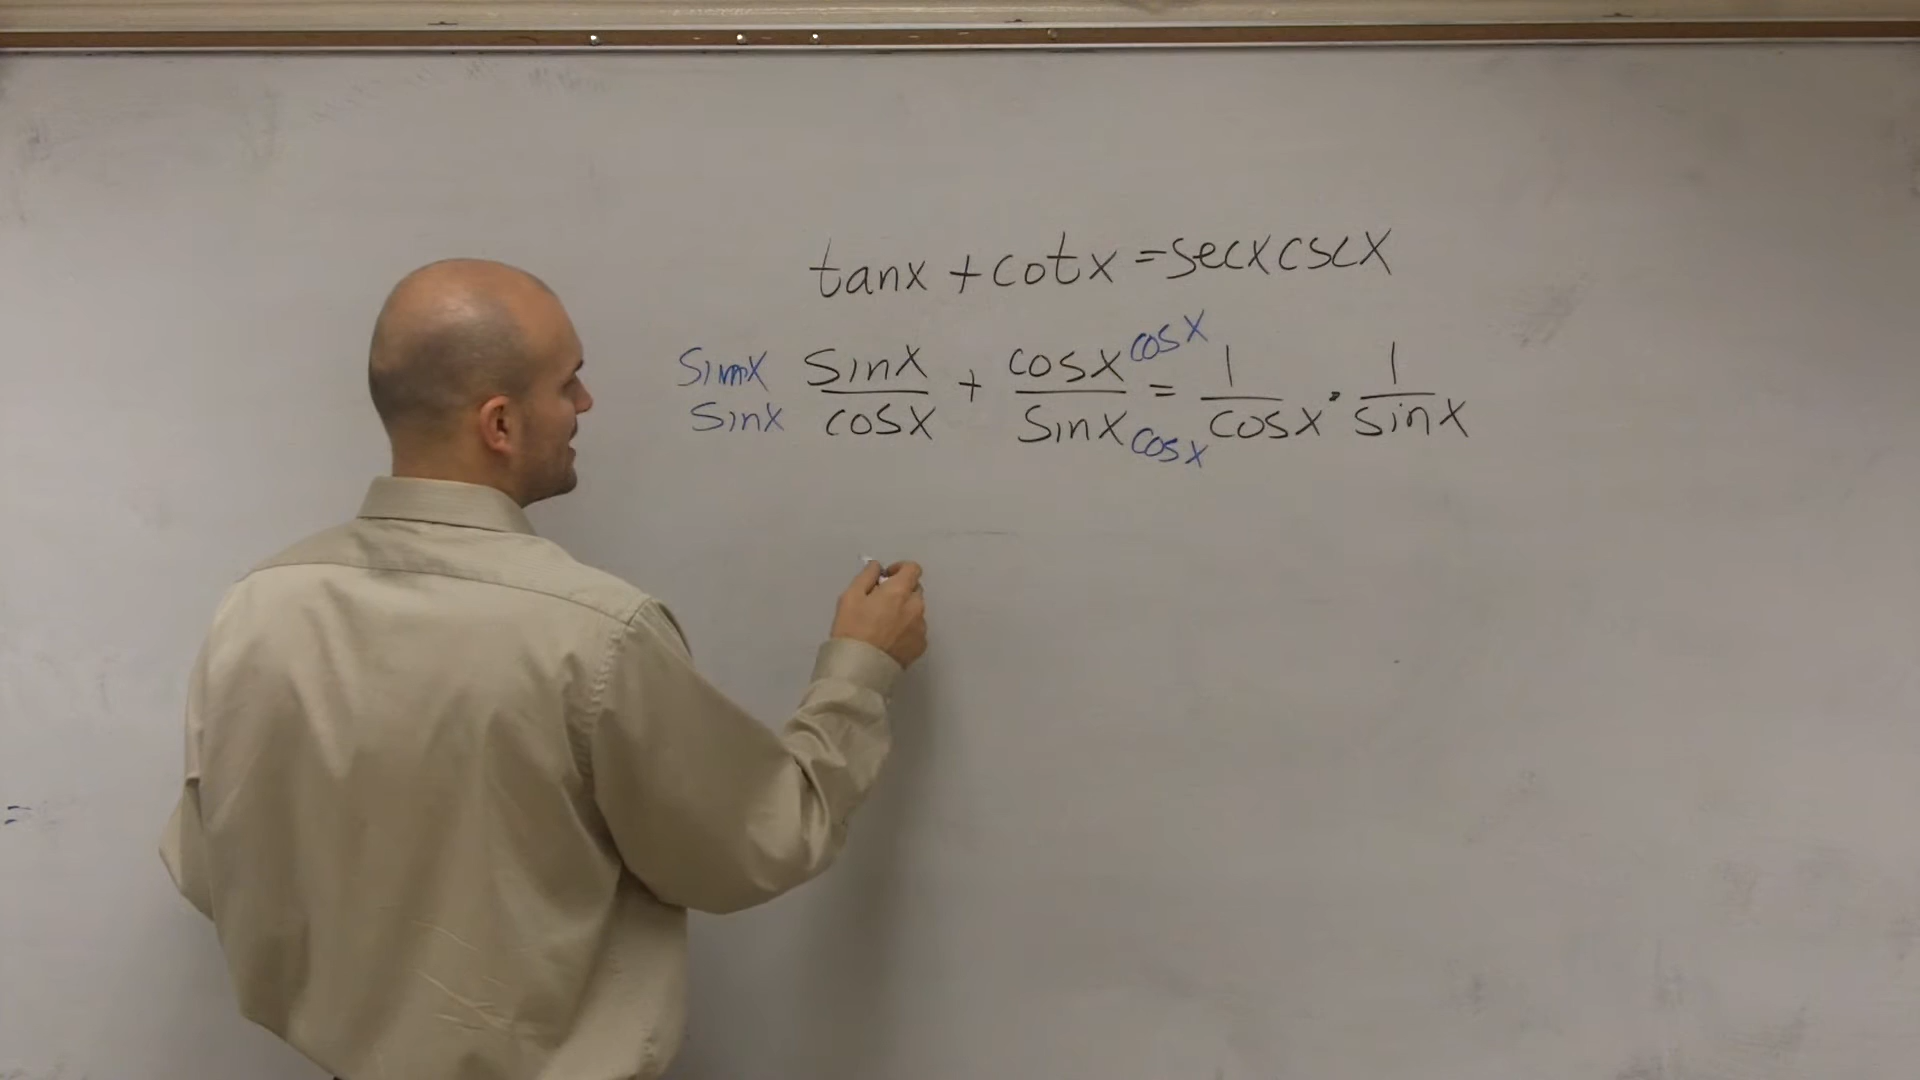 tanx + cotx = secxcscx
sinx/sinx sinx/cosx + cosx/sinx cosx/cosx = 1/cosx · 1/sinx
=